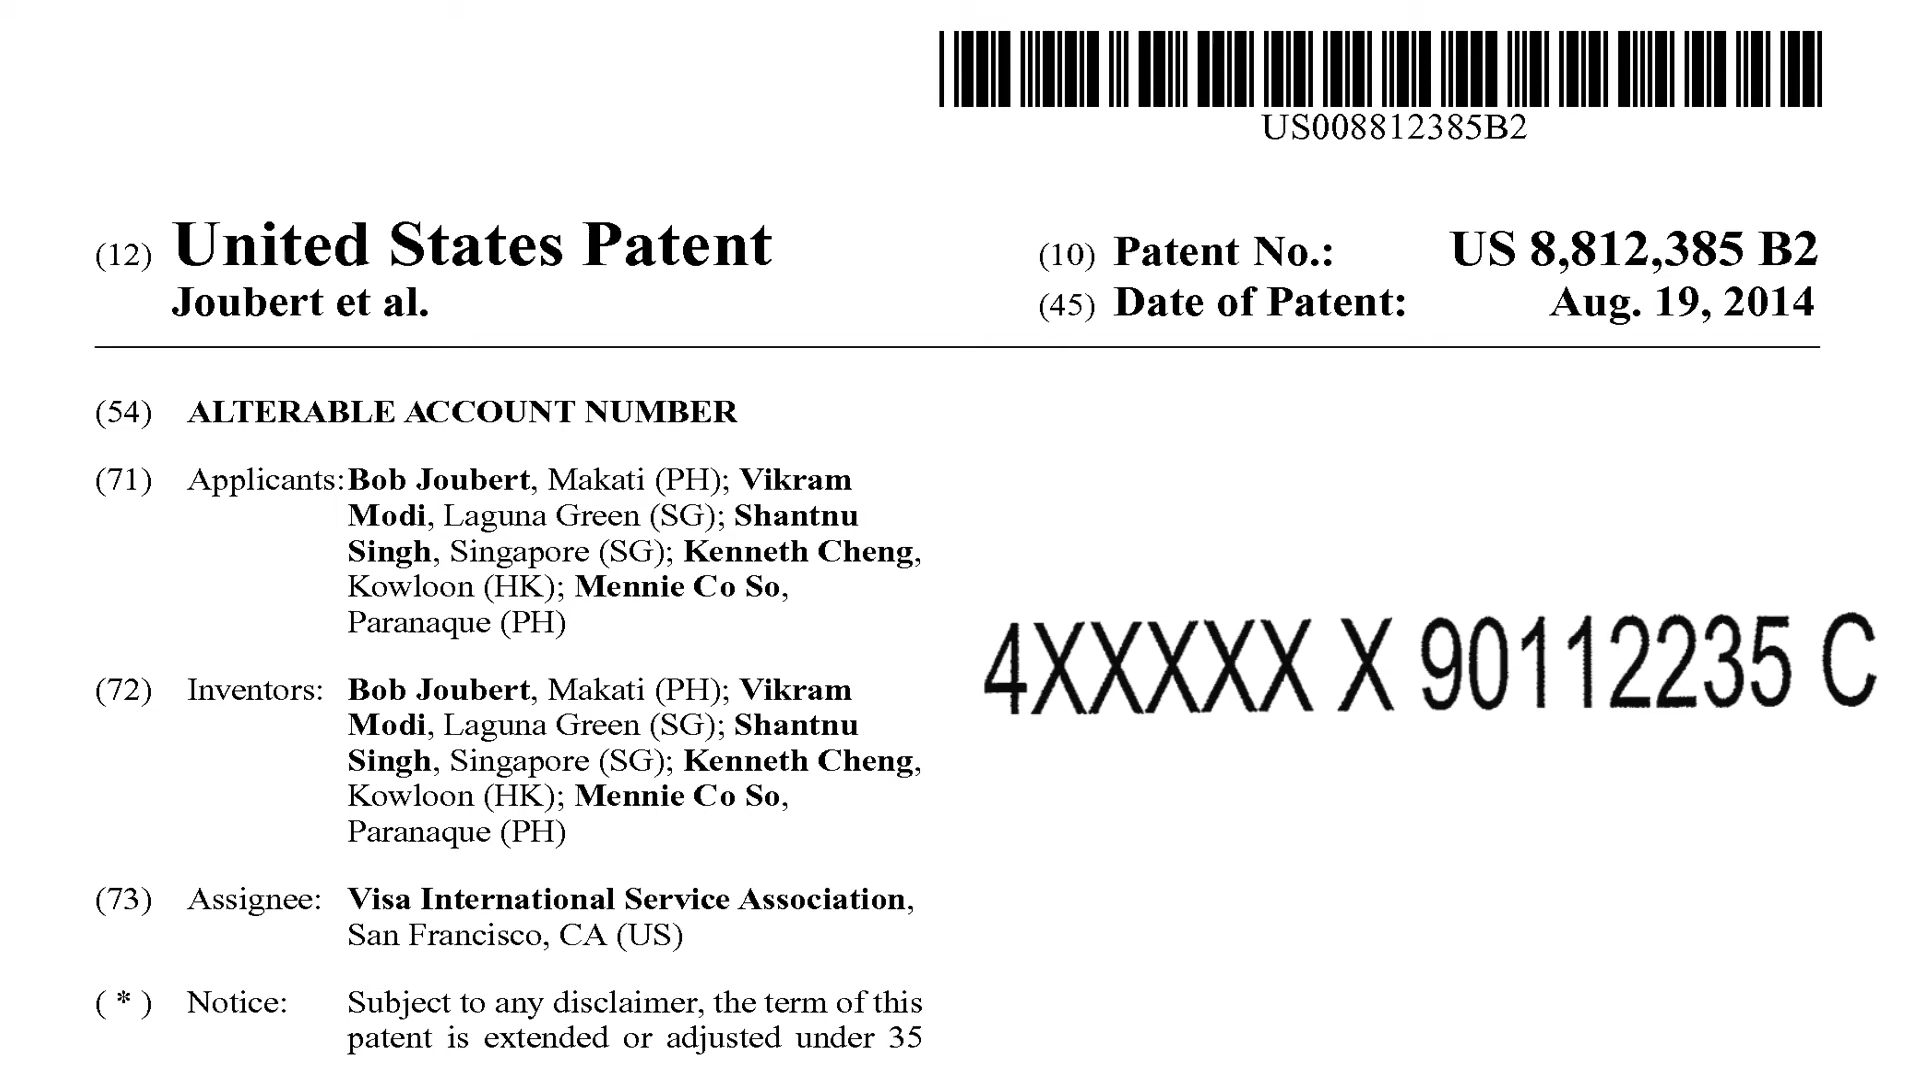 US008812385B2
(12) United States Patent
Joubert et al.
(10) Patent No.: US 8,812,385 B2
(45) Date of Patent: Aug. 19, 2014
(54) ALTERABLE ACCOUNT NUMBER
(71) Applicants: Bob Joubert, Makati (PH); Vikram
Modi, Laguna Green (SG); Shantnu
Singh, Singapore (SG); Kenneth Cheng,
Kowloon (HK); Mennie Co So,
Paranaque (PH)
(72) Inventors: Bob Joubert, Makati (PH); Vikram
Modi, Laguna Green (SG); Shantnu
Singh, Singapore (SG); Kenneth Cheng,
Kowloon (HK); Mennie Co So,
Paranaque (PH)
(73) Assignee: Visa International Service Association,
San Francisco, CA (US)
( * ) Notice: Subject to any disclaimer, the term of this
patent is extended or adjusted under 35
4XXXXX X 90112235 C